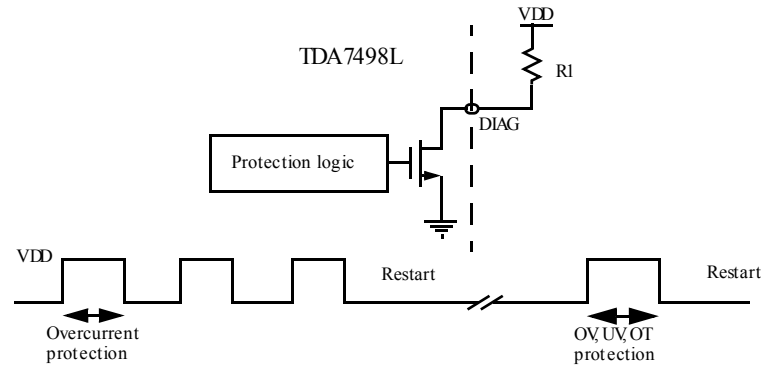 VDD
TDA7498L
R1
DIAG
Protection logic
VDD
Restart
Restart
Overcurrent
protection
OV, UV, OT
protection